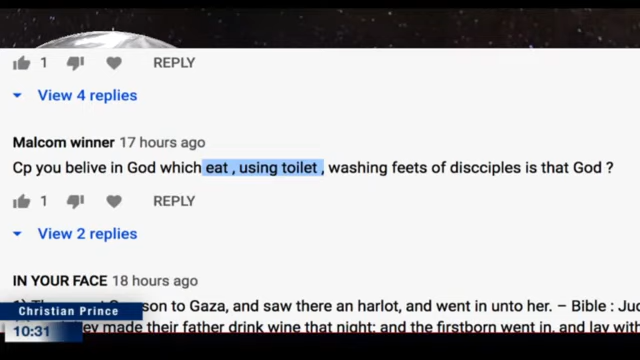 1 REPLY
View 4 replies
Malcom winner 17 hours ago
Cp you belive in God which eat , using toilet , washing feets of discciples is that God ?
1 REPLY
View 2 replies
IN YOUR FACE 18 hours ago
son to Gaza, and saw there an harlot, and went in unto her. – Bible : Jud
Christian Prince
10:31
made their father drink wine that night: and the firstborn went in, and lay with